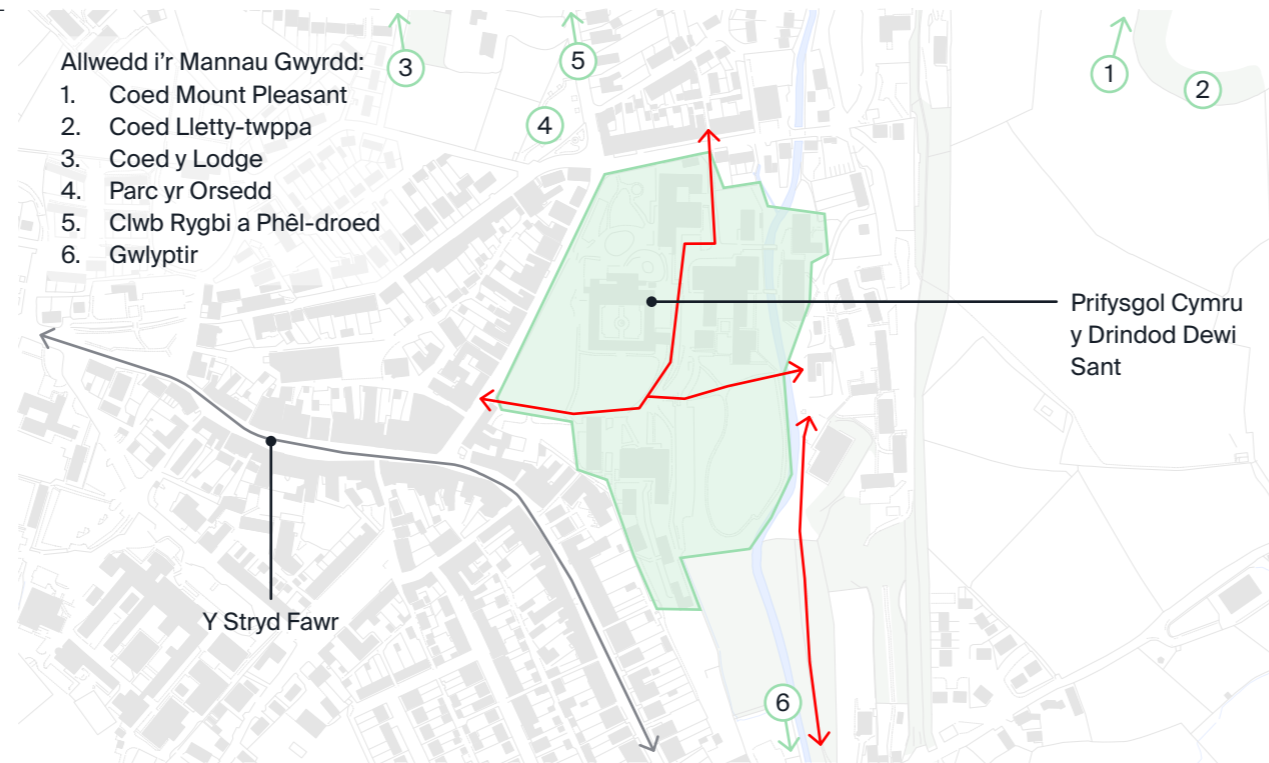 Allwedd i'r Mannau Gwyrdd:
1. Coed Mount Pleasant
2. Coed Lletty-twppa
3. Coed y Lodge
4. Parc yr Orsedd
5. Clwb Rygbi a Phêl-droed
6. Gwlyptir
3
5
4
1
2
Prifysgol Cymru
y Drindod Dewi
Sant
Y Stryd Fawr
6